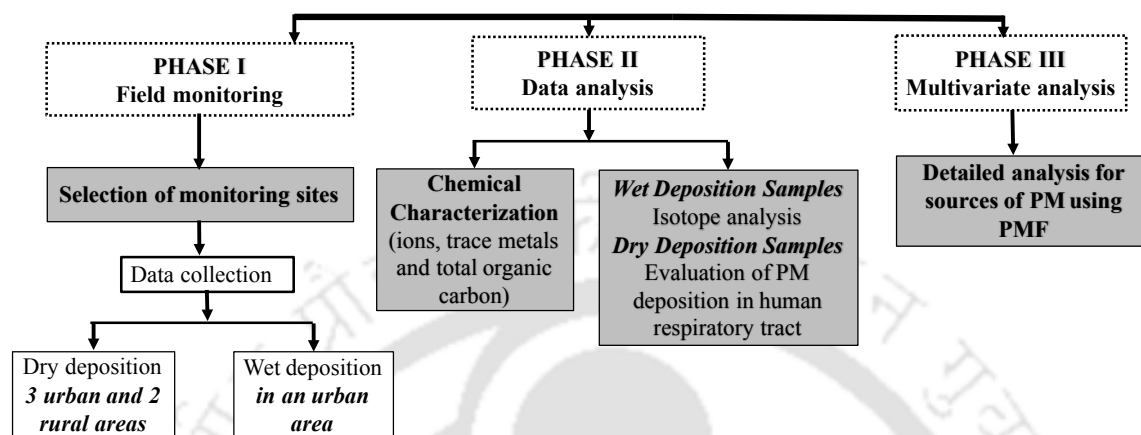 PHASE I
Field monitoring
Selection of monitoring sites
Data collection
Dry deposition
3 urban and 2
rural areas
Wet deposition
in an urban
area
PHASE II
Data analysis
Chemical
Characterization
(ions, trace metals
and total organic
carbon)
Wet Deposition Samples
Isotope analysis
Dry Deposition Samples
Evaluation of PM
deposition in human
respiratory tract
PHASE III
Multivariate analysis
Detailed analysis for
sources of PM using
PMF